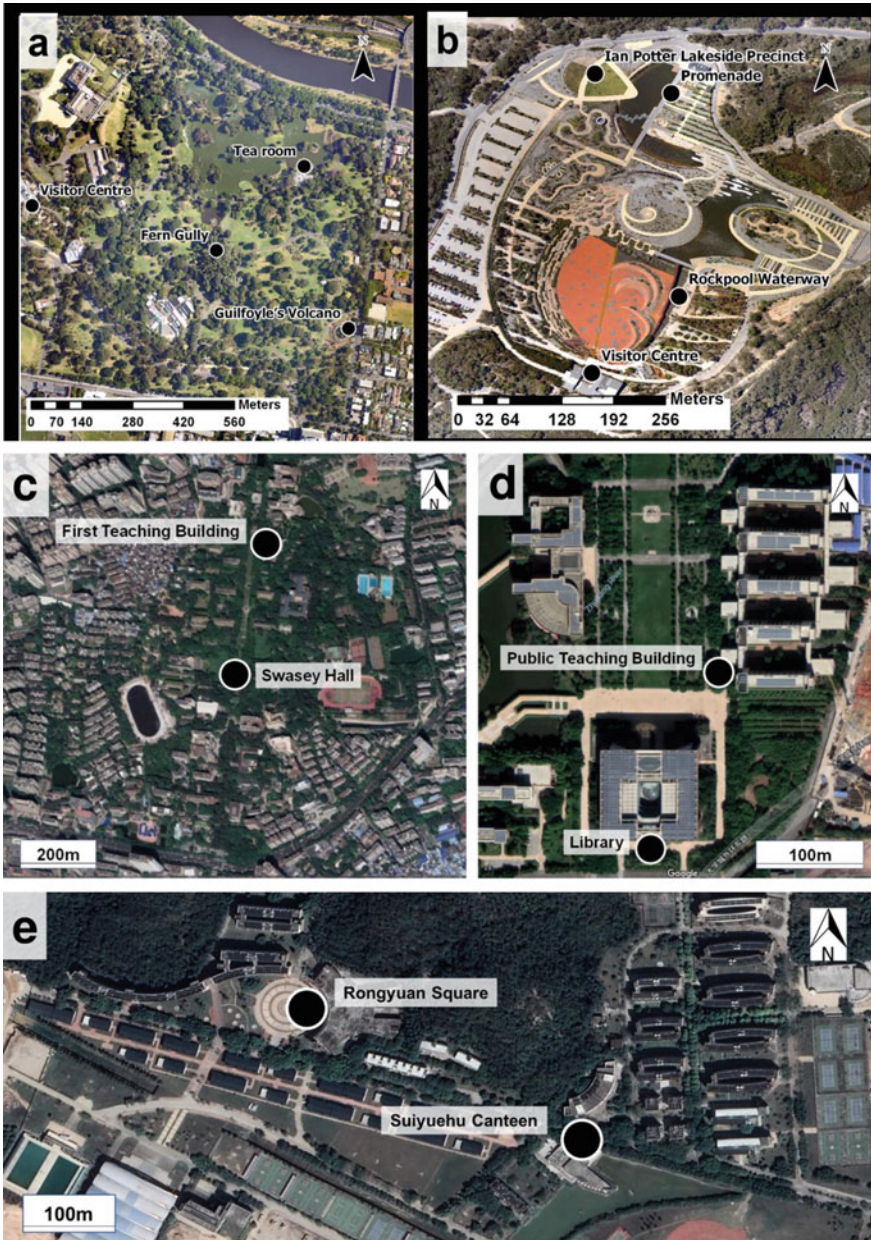 a
N
Tea room
Visitor Centre
Fern Gully
Guilfoyle's Volcano
Meters
0 70 140 280 420 560
b
N
Ian Potter Lakeside Precinct
Promenade
Rockpool Waterway
Visitor Centre
Meters
0 32 64 128 192 256
c
N
First Teaching Building
Swasey Hall
200m
d
N
Public Teaching Building
Library
Google
100m
e
N
Rongyuan Square
Suiyuehu Canteen
100m